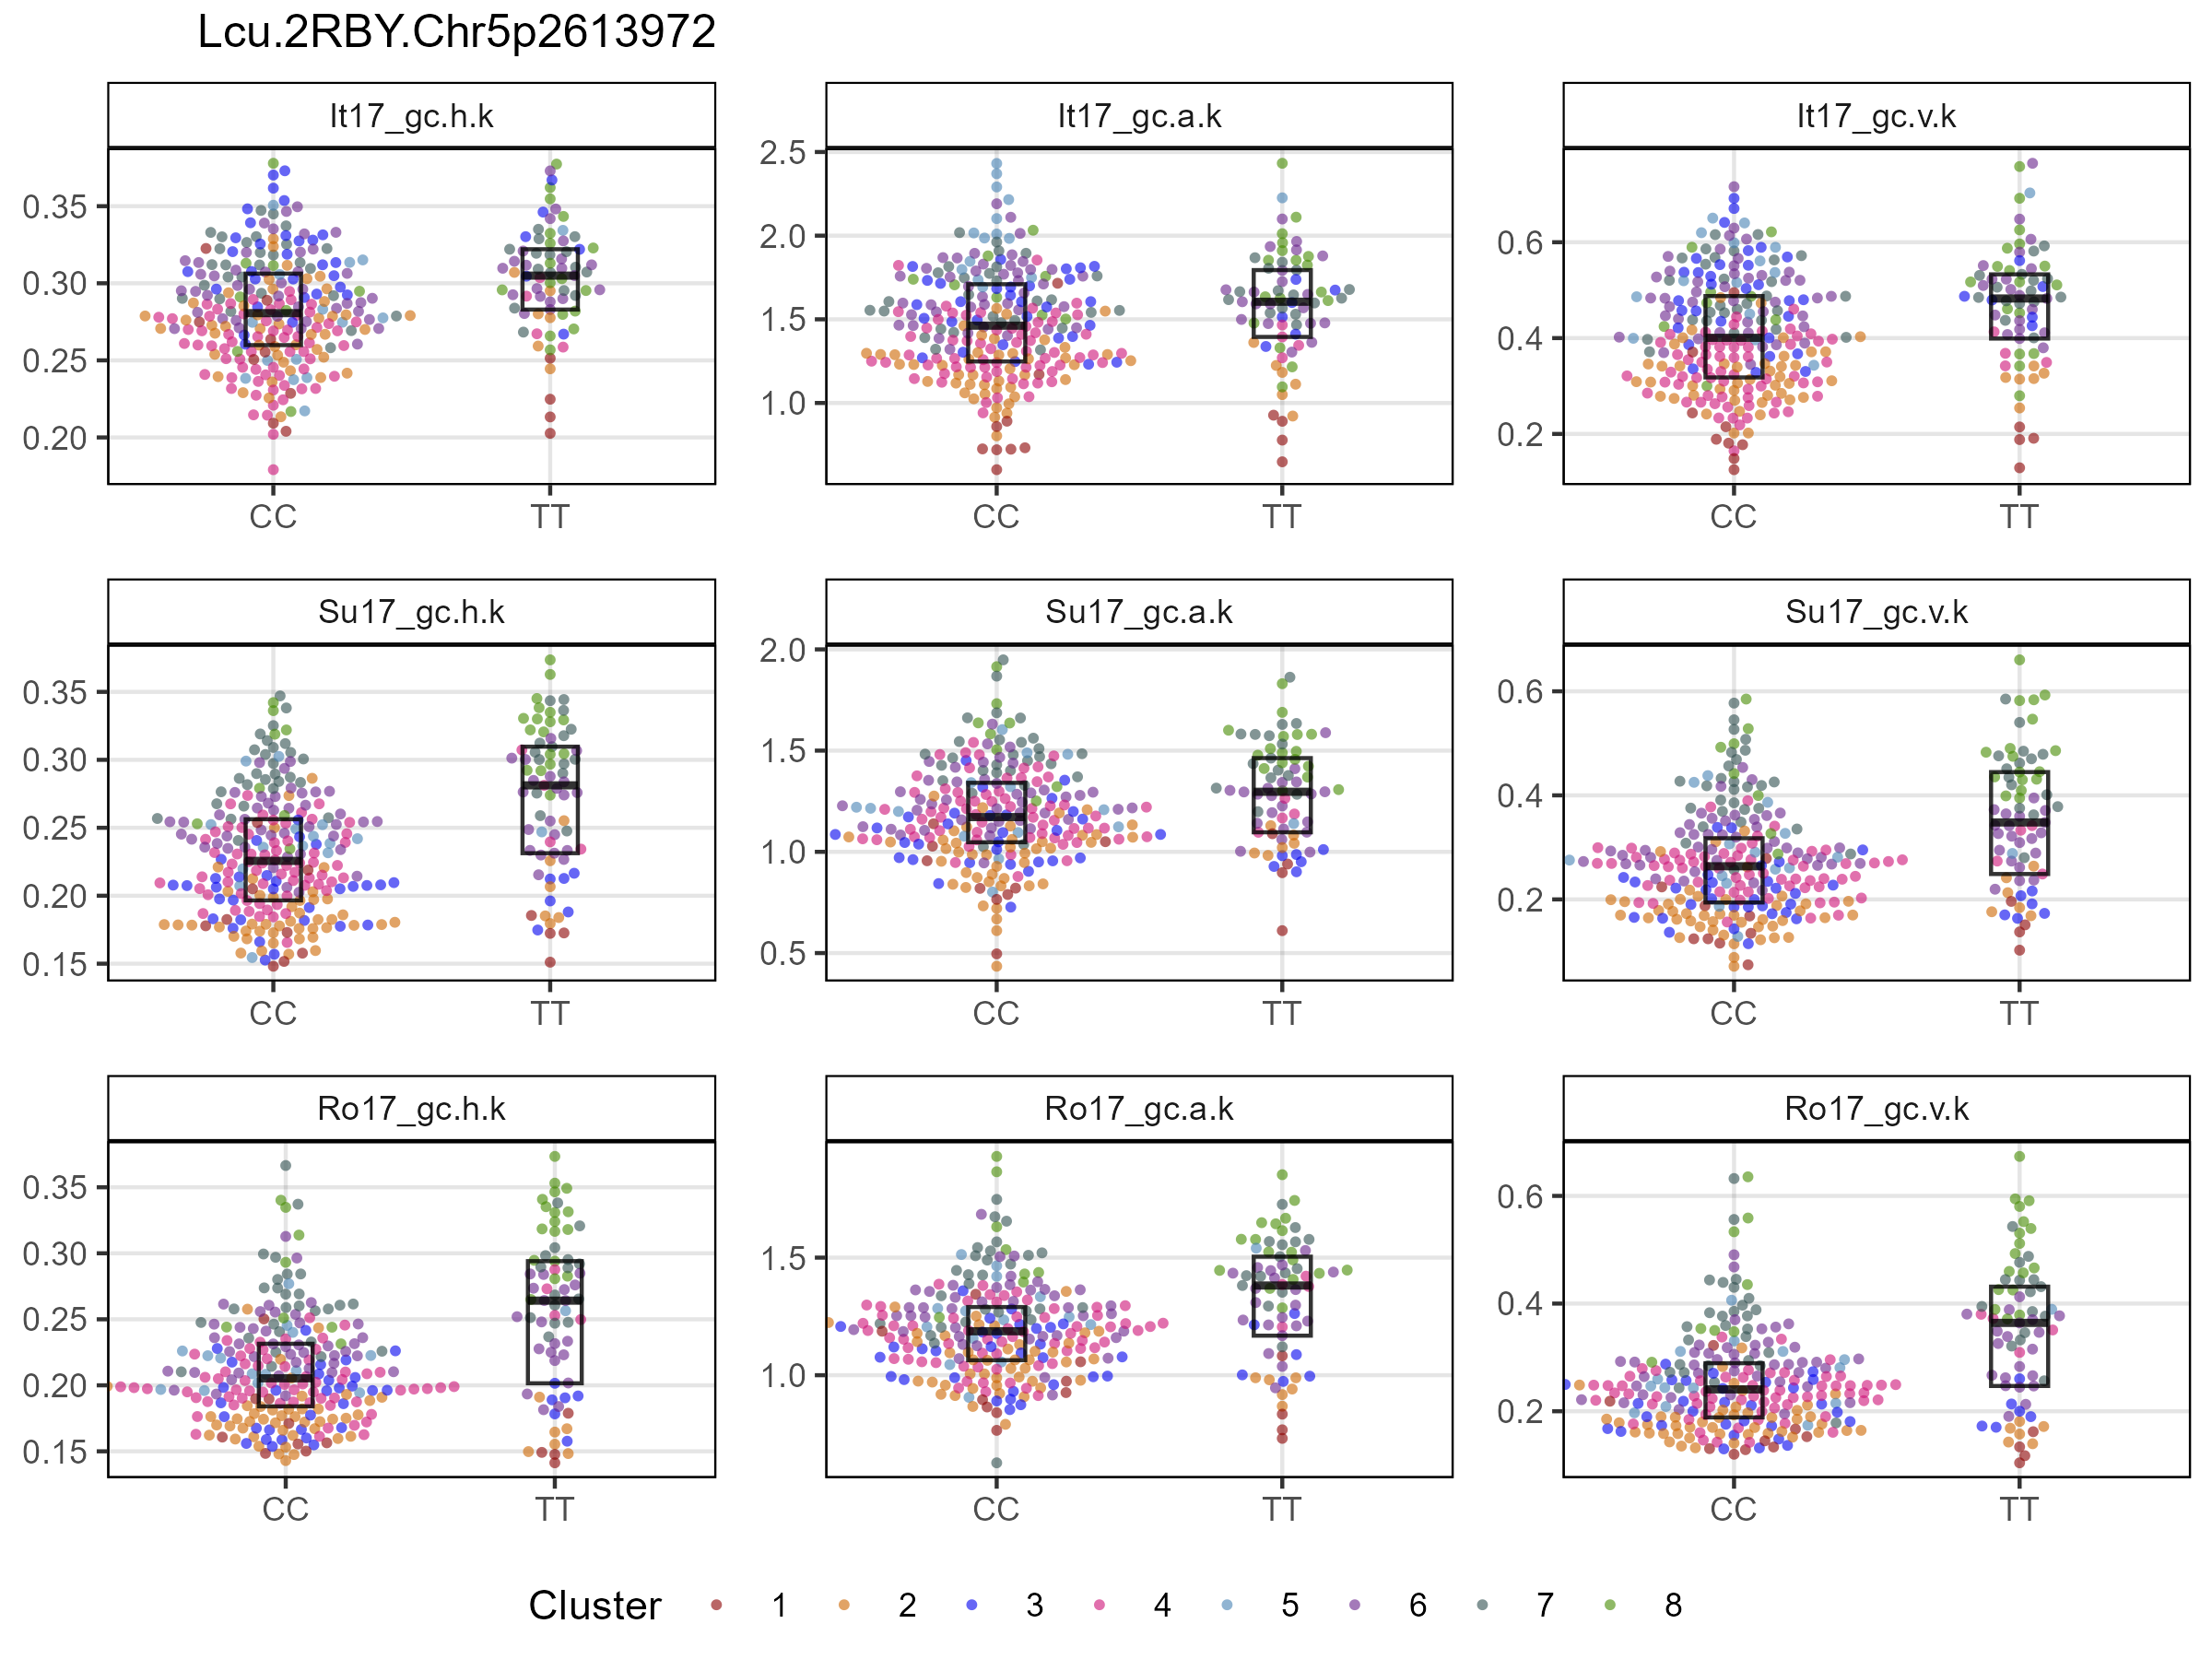 Lcu.2RBY.Chr5p2613972
It17_gc.h.k
It17_gc.a.k
It17_gc.v.k
0.35
0.30
0.25
0.20
CC
TT
2.5
2.0
1.5
1.0
CC
TT
0.6
0.4
0.2
CC
TT
Su17_gc.h.k
Su17_gc.a.k
Su17_gc.v.k
0.35
0.30
0.25
0.20
0.15
CC
TT
2.0
1.5
1.0
0.5
CC
TT
0.6
0.4
0.2
CC
TT
Ro17_gc.h.k
Ro17_gc.a.k
Ro17_gc.v.k
0.35
0.30
0.25
0.20
0.15
CC
TT
1.5
1.0
CC
TT
0.6
0.4
0.2
CC
TT
Cluster 1 2 3 4 5 6 7 8